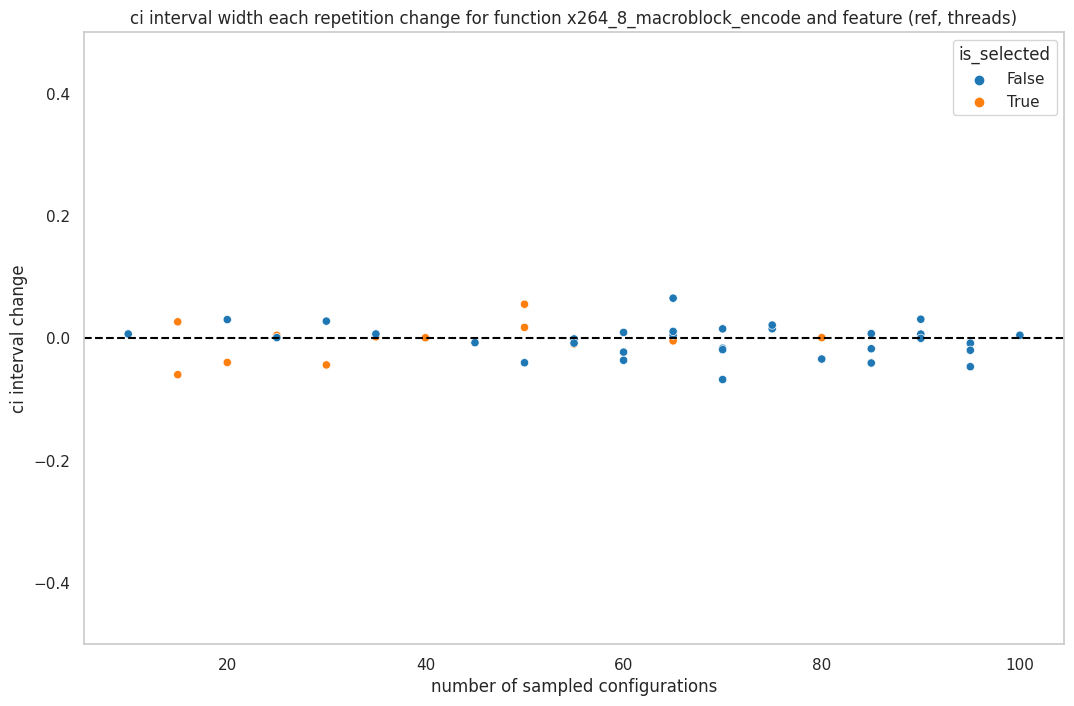 ci interval width each repetition change for function x264_8_macroblock_encode and feature (ref, threads)
is_selected
False
True
ci interval change
0.4
0.2
0.0
−0.2
−0.4
20 40 60 80 100
number of sampled configurations